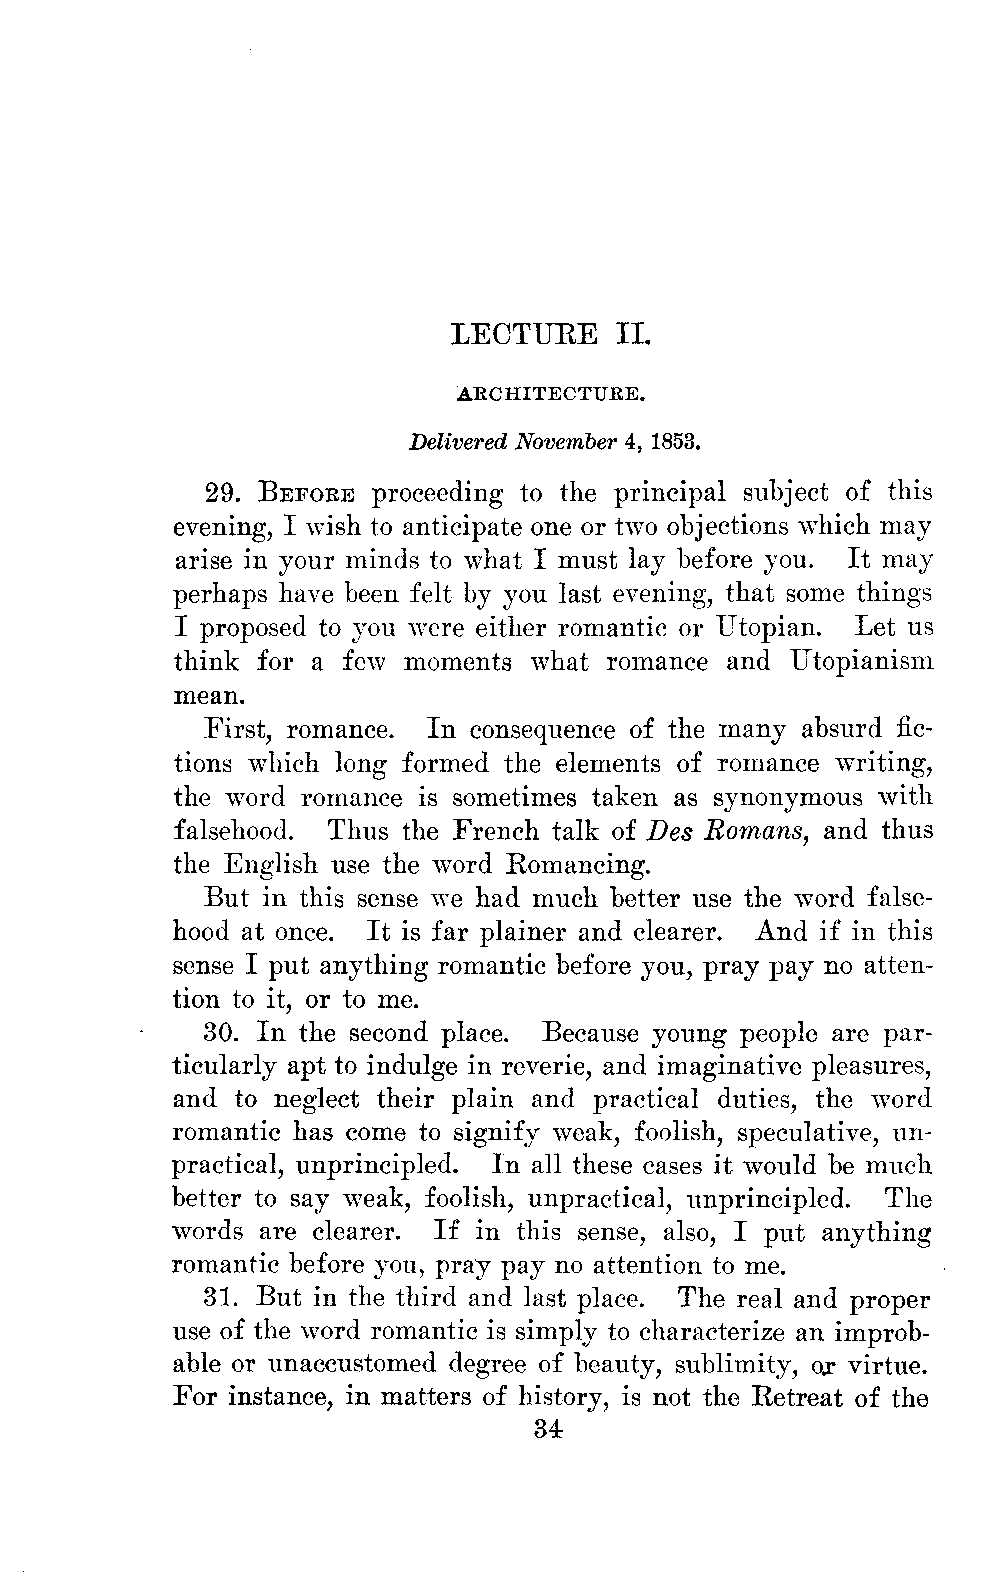 LECTURE II.
ARCHITECTURE.
Delivered November 4, 1853.
29. BEFORE proceeding to the principal subject of this
evening, I wish to anticipate one or two objections which may
arise in your minds to what I must lay before you. It may
perhaps have been felt by you last evening, that some things
I proposed to you were either romantic or Utopian. Let us
think for a few moments what romance and Utopianism
mean.
First, romance. In consequence of the many absurd fic-
tions which long formed the elements of romance writing,
the word romance is sometimes taken as synonymous with
falsehood. Thus the French talk of Des Romans, and thus
the English use the word Romancing.
But in this sense we had much better use the word false-
hood at once. It is far plainer and clearer. And if in this
sense I put anything romantic before you, pray pay no atten-
tion to it, or to me.
30. In the second place. Because young people are par-
ticularly apt to indulge in reverie, and imaginative pleasures,
and to neglect their plain and practical duties, the word
romantic has come to signify weak, foolish, speculative, un-
practical, unprincipled. In all these cases it would be much
better to say weak, foolish, unpractical, unprincipled. The
words are clearer. If in this sense, also, I put anything
romantic before you, pray pay no attention to me.
31. But in the third and last place. The real and proper
use of the word romantic is simply to characterize an improb-
able or unaccustomed degree of beauty, sublimity, or virtue.
For instance, in matters of history, is not the Retreat of the
34